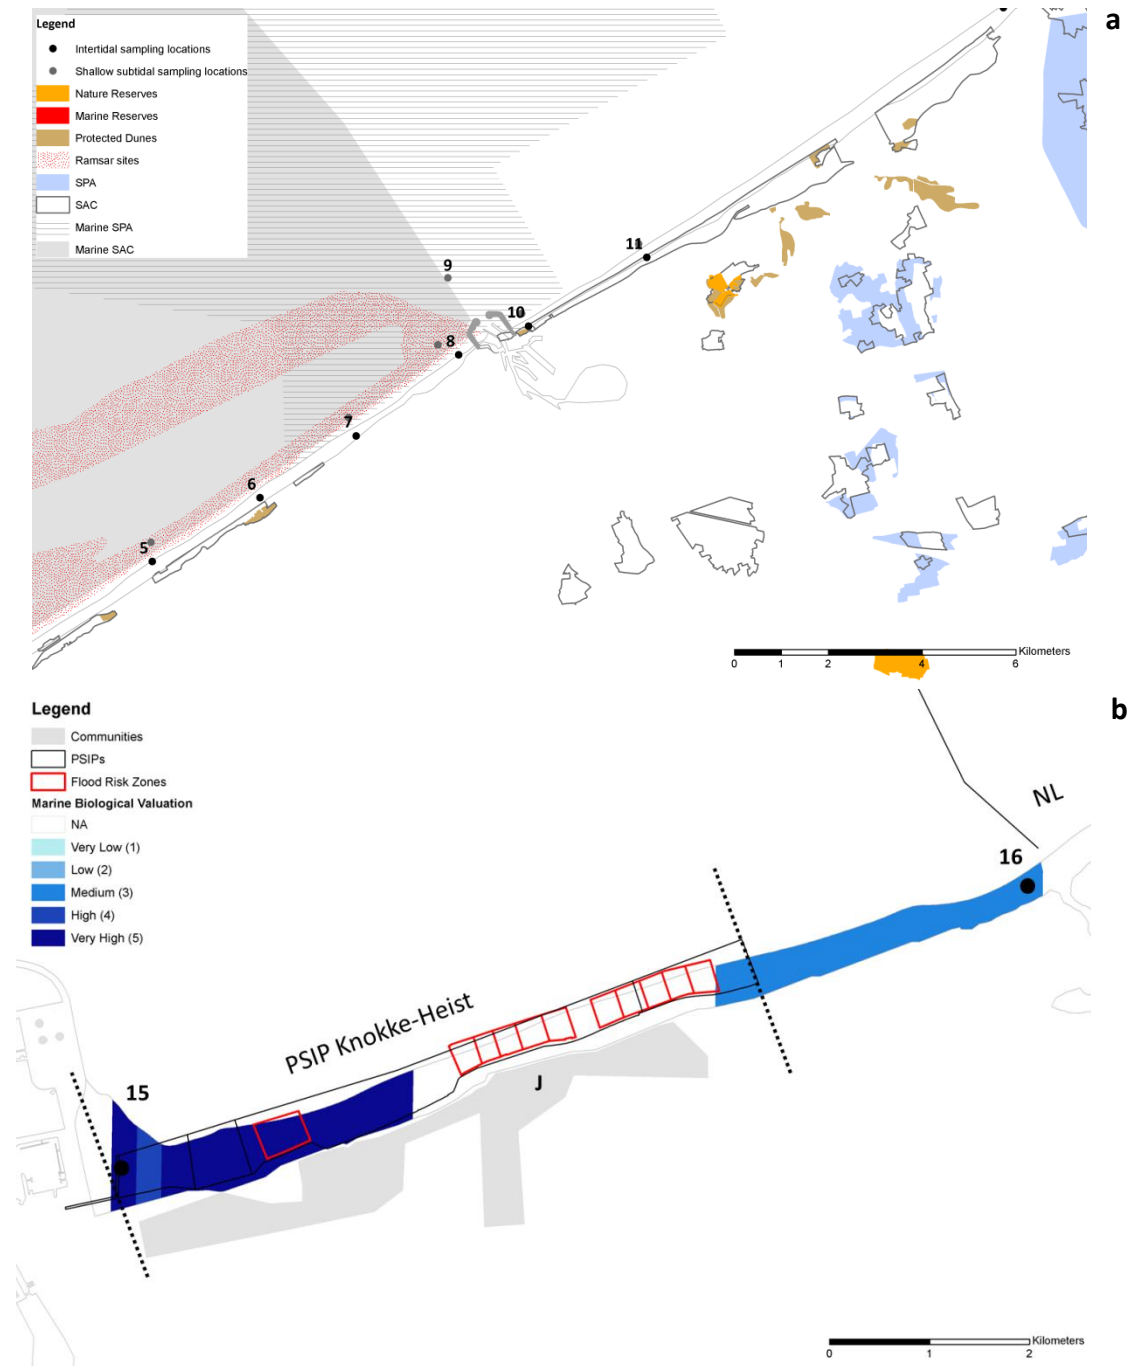 a
Legend
Intertidal sampling locations
Shallow subtidal sampling locations
Nature Reserves
Marine Reserves
Protected Dunes
Ramsar sites
SPA
SAC
Marine SPA
Marine SAC
11
9
10
8
7
6
5
Kilometers
0 1 2 4 6
b
Legend
Communities
PSIPs
Flood Risk Zones
Marine Biological Valuation
NA
Very Low (1)
Low (2)
Medium (3)
High (4)
Very High (5)
NL
16
PSIP Knokke-Heist
J
15
Kilometers
0 1 2